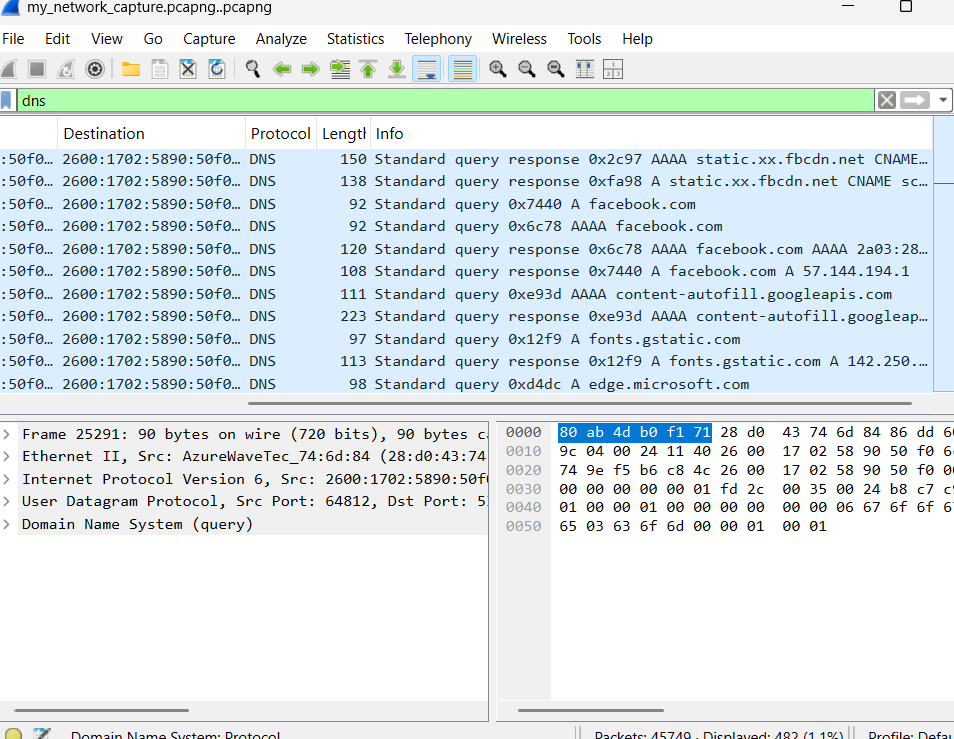 my_network_capture.pcapng..pcapng
File Edit View Go Capture Analyze Statistics Telephony Wireless Tools Help
dns
Destination Protocol Length Info
:50f0… 2600:1702:5890:50f0… DNS 150 Standard query response 0x2c97 AAAA static.xx.fbcdn.net CNAME…
:50f0… 2600:1702:5890:50f0… DNS 138 Standard query response 0xfa98 A static.xx.fbcdn.net CNAME sc…
:50f0… 2600:1702:5890:50f0… DNS 92 Standard query 0x7440 A facebook.com
:50f0… 2600:1702:5890:50f0… DNS 92 Standard query 0x6c78 AAAA facebook.com
:50f0… 2600:1702:5890:50f0… DNS 120 Standard query response 0x6c78 AAAA facebook.com AAAA 2a03:28…
:50f0… 2600:1702:5890:50f0… DNS 108 Standard query response 0x7440 A facebook.com A 57.144.194.1
:50f0… 2600:1702:5890:50f0… DNS 111 Standard query 0xe93d AAAA content-autofill.googleapis.com
:50f0… 2600:1702:5890:50f0… DNS 223 Standard query response 0xe93d AAAA content-autofill.googleap…
:50f0… 2600:1702:5890:50f0… DNS 97 Standard query 0x12f9 A fonts.gstatic.com
:50f0… 2600:1702:5890:50f0… DNS 113 Standard query response 0x12f9 A fonts.gstatic.com A 142.250.…
:50f0… 2600:1702:5890:50f0… DNS 98 Standard query 0xd4dc A edge.microsoft.com
Frame 25291: 90 bytes on wire (720 bits), 90 bytes ca
Ethernet II, Src: AzureWaveTec_74:6d:84 (28:d0:43:74
Internet Protocol Version 6, Src: 2600:1702:5890:50f0
User Datagram Protocol, Src Port: 64812, Dst Port: 5
Domain Name System (query)
0000 80 ab 4d b0 f1 71 28 d0 43 74 6d 84 86 dd 60
0010 9c 04 00 24 11 40 26 00 17 02 58 90 50 f0 6
0020 74 9e f5 b6 c8 4c 26 00 17 02 58 90 50 f0 00
0030 00 00 00 00 00 01 fd 2c 00 35 00 24 b8 c7 c
0040 01 00 00 01 00 00 00 00 00 00 06 67 6f 6f 6
0050 65 03 63 6f 6d 00 00 01 00 01
Domain Name System: Protocol
Packets: 45749 · Displayed: 482 (1.1%)
Profile: Defau